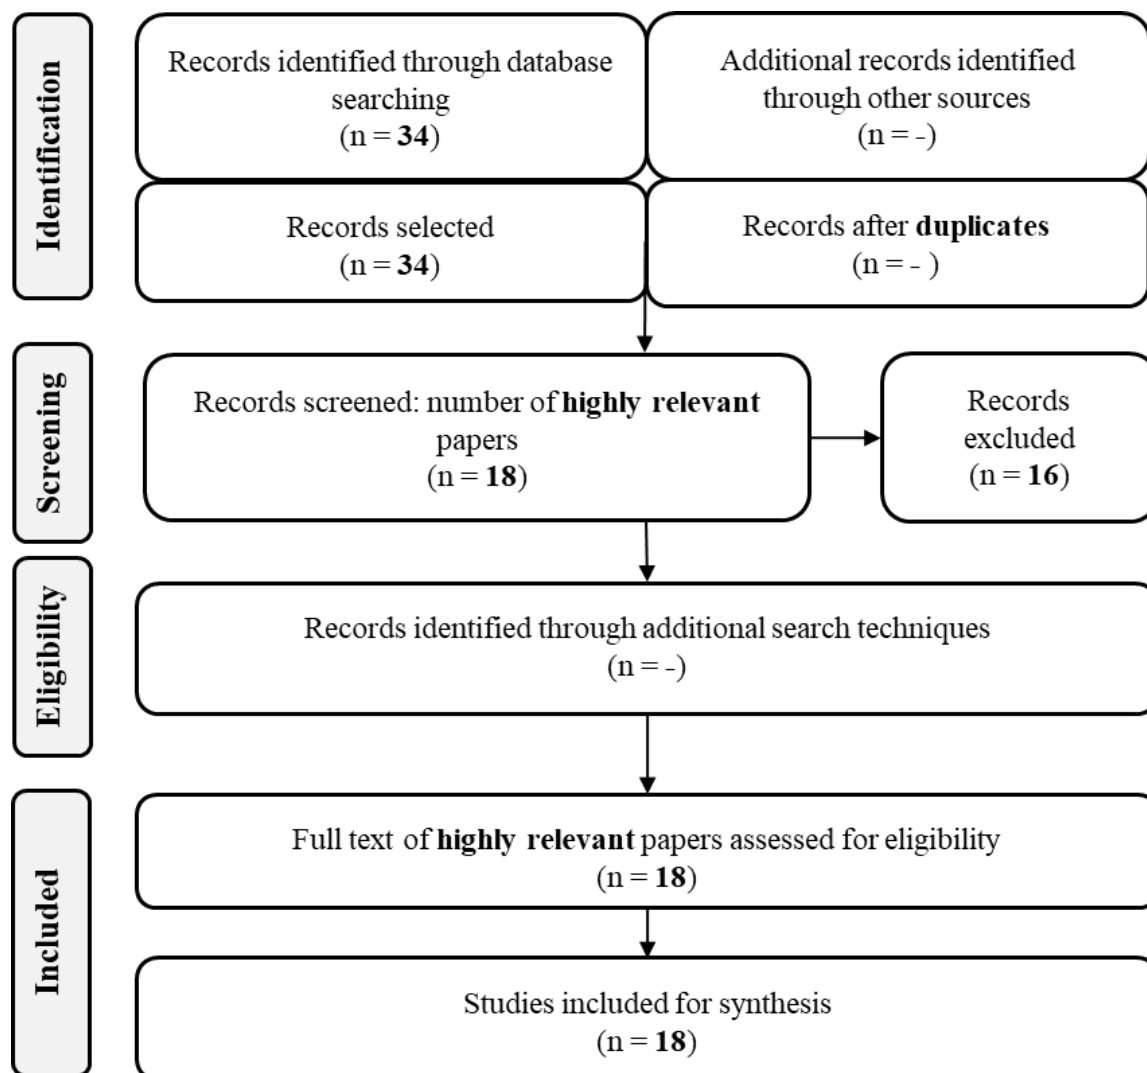 Identification
Records identified through database
searching
(n = 34)
Additional records identified
through other sources
(n = -)
Records selected
(n = 34)
Records after duplicates
(n = - )
Screening
Records screened: number of highly relevant
papers
(n = 18)
Records
excluded
(n = 16)
Eligibility
Records identified through additional search techniques
(n = -)
Included
Full text of highly relevant papers assessed for eligibility
(n = 18)
Studies included for synthesis
(n = 18)